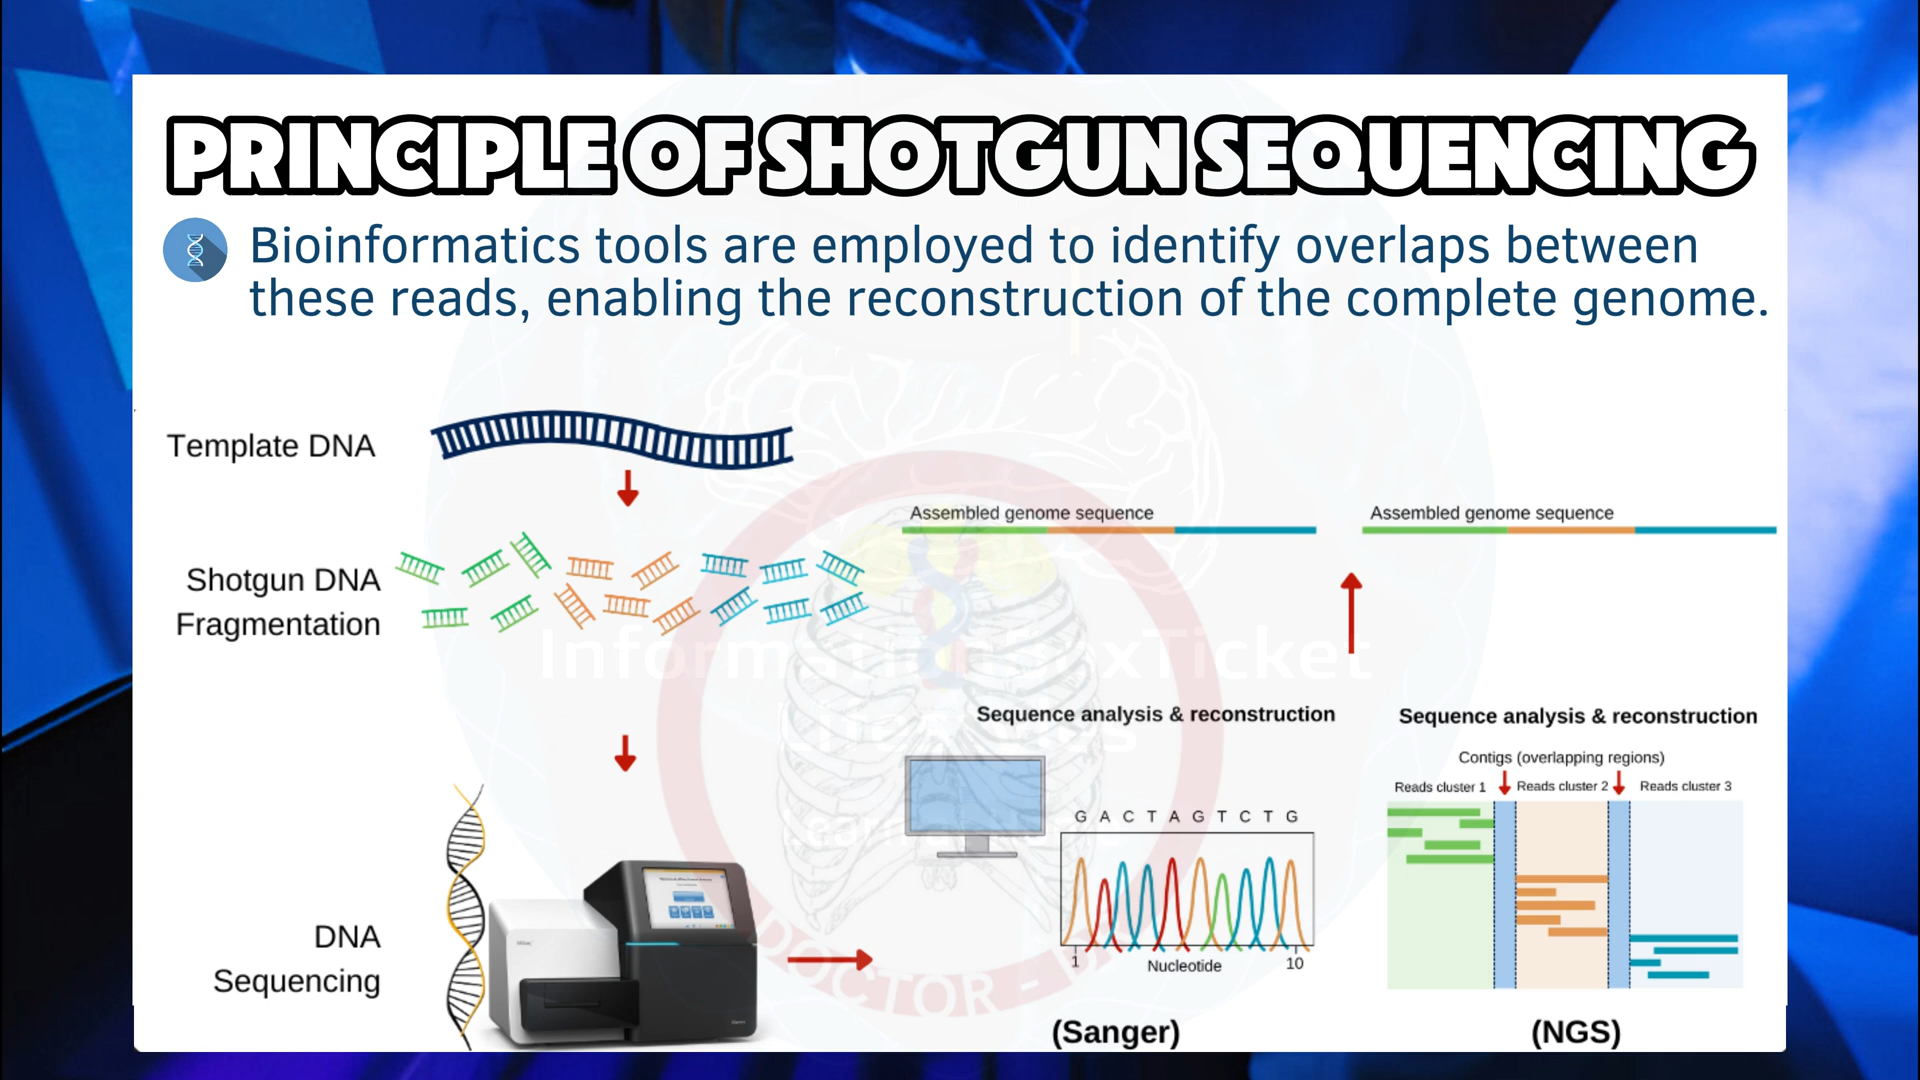 PRINCIPLE OF SHOTGUN SEQUENCING
Bioinformatics tools are employed to identify overlaps between
these reads, enabling the reconstruction of the complete genome.
Template DNA
Shotgun DNA
Fragmentation
DNA
Sequencing
Assembled genome sequence
Sequence analysis & reconstruction
G A C T A G T C T G
1
Nucleotide
10
(Sanger)
Assembled genome sequence
Sequence analysis & reconstruction
Contigs (overlapping regions)
Reads cluster 1
Reads cluster 2
Reads cluster 3
(NGS)
DOCTOR -